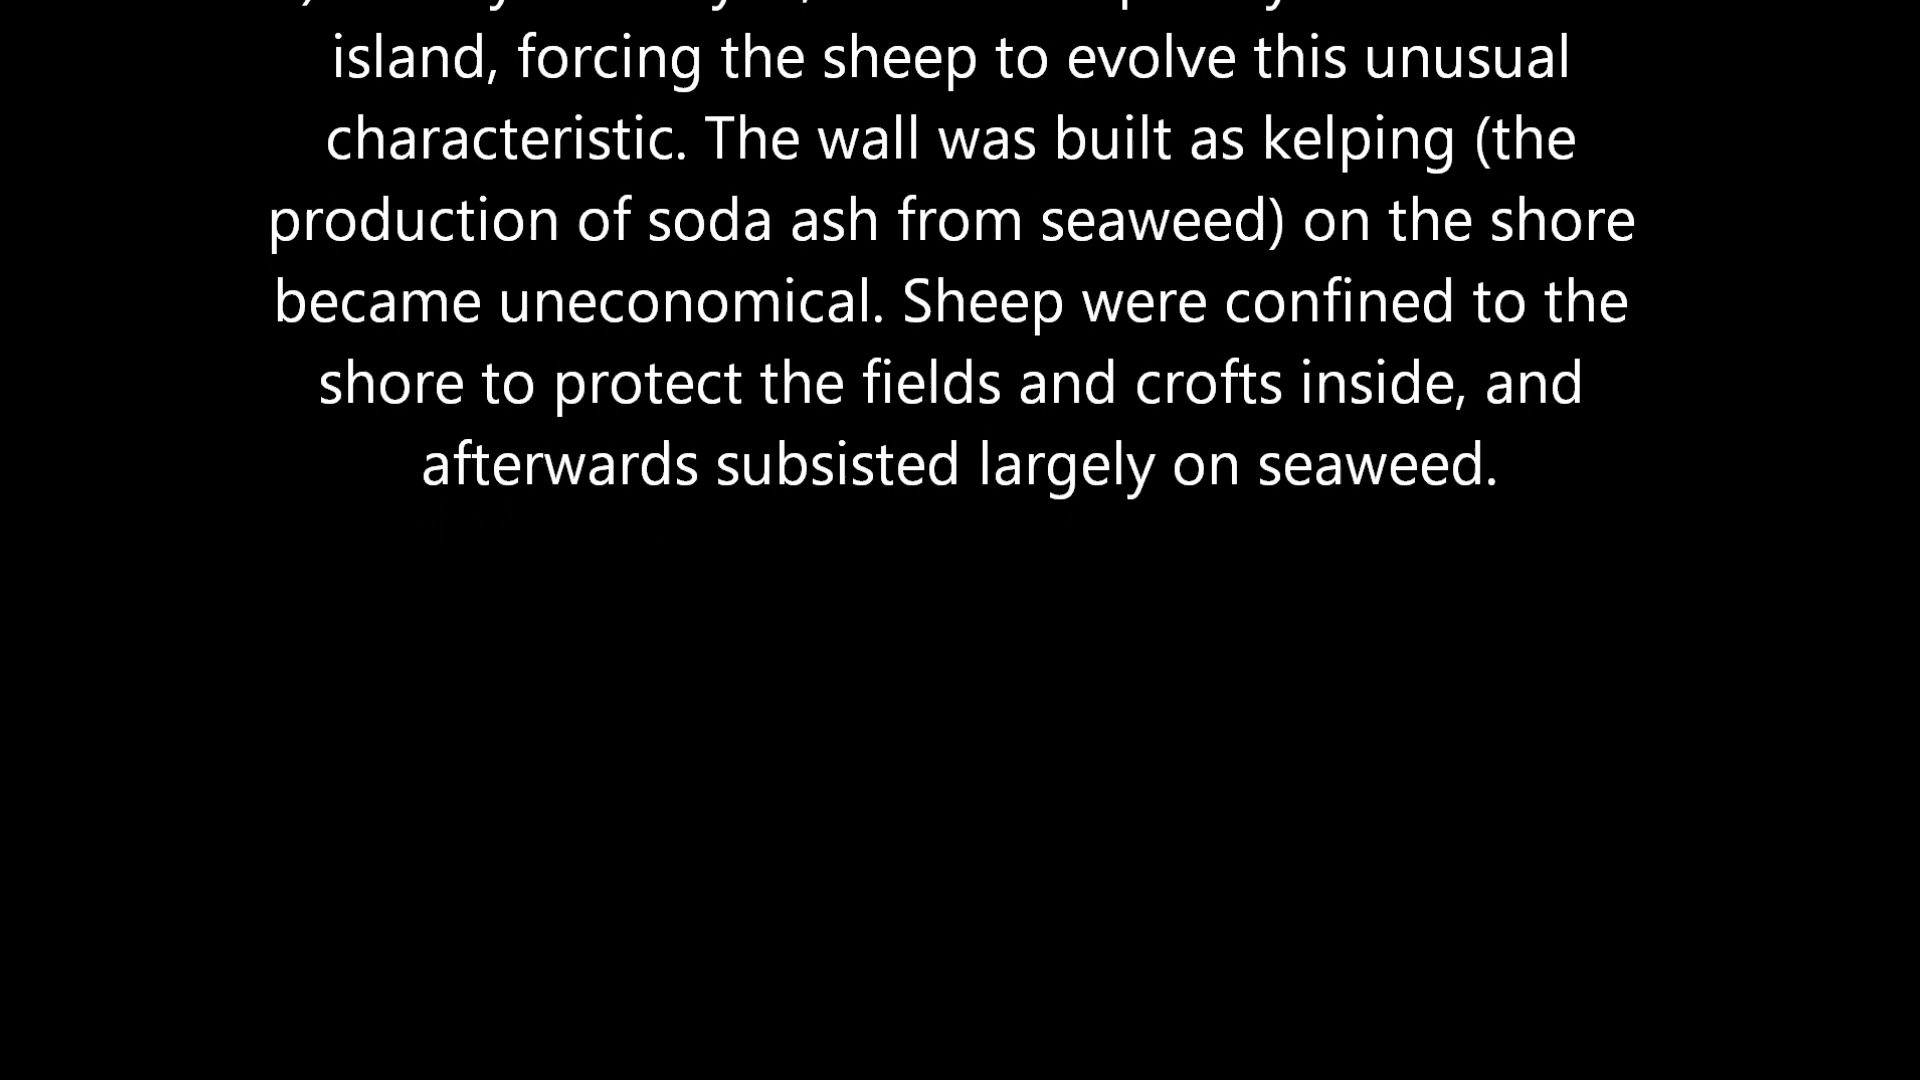 island, forcing the sheep to evolve this unusual
characteristic. The wall was built as kelping (the
production of soda ash from seaweed) on the shore
became uneconomical. Sheep were confined to the
shore to protect the fields and crofts inside, and
afterwards subsisted largely on seaweed.